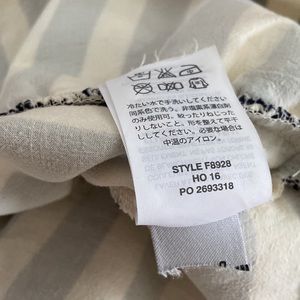 冷たい水で手洗いしてください
同系色で洗う。非塩素系漂白剤
のみ使用可。絞ったりねじった
りしないこと、形を整えて平干
りしてください。必要な場合は
中温のアイロン。
STYLE F8928
HO 16
PO 2693318